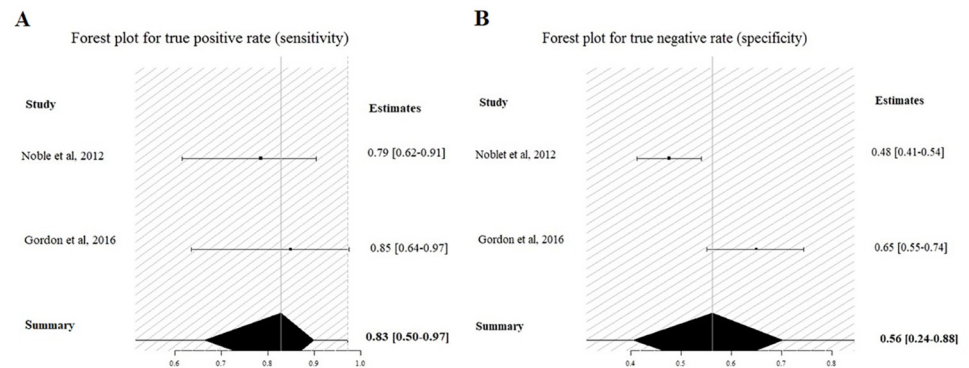 A
Forest plot for true positive rate (sensitivity)
Study
Estimates
Noble et al, 2012
0.79 [0.62-0.91]
Gordon et al, 2016
0.85 [0.64-0.97]
Summary
0.83 [0.50-0.97]
0.6 0.7 0.8 0.9 1.0
B
Forest plot for true negative rate (specificity)
Study
Estimates
Noblet et al, 2012
0.48 [0.41-0.54]
Gordon et al, 2016
0.65 [0.55-0.74]
Summary
0.56 [0.24-0.88]
0.4 0.5 0.6 0.7 0.8